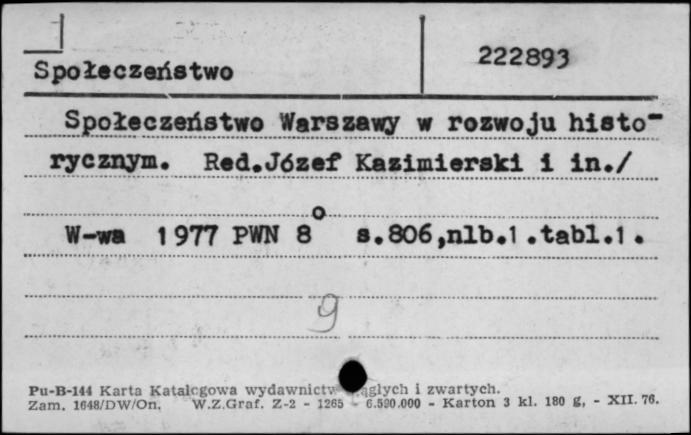 222893
Społeczeństwo
Społeczeństwo Warszawy w rozwoju histo-
rycznym. Red.Józef Kazimierski i in./
W-wa 1977 PWN 8° s.806,nlb.1.tabl.1.
9
Pu-B-144 Karta Katalogowa wydawnictw i zwartych.
Zam. 1648/DW/On. W.Z.Graf. Z-2 - 1265 6.590.000 - Karton 3 kl. 180 g, - XII. 76.